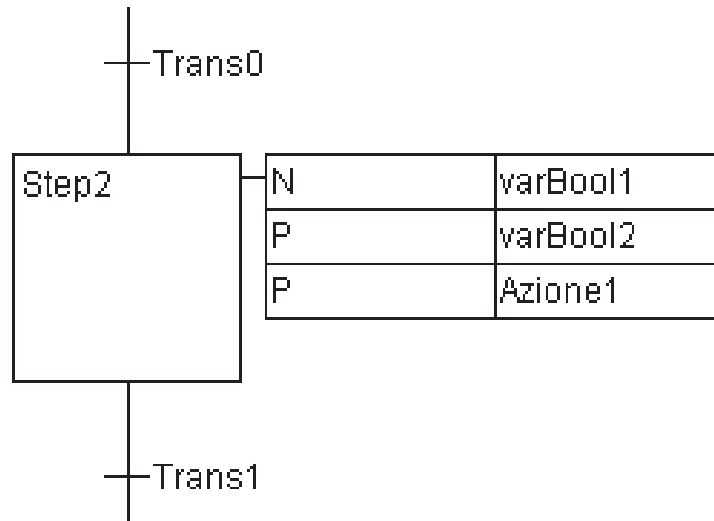 Trans0
Step2
N varBool1
P varBool2
P Azione1
Trans1